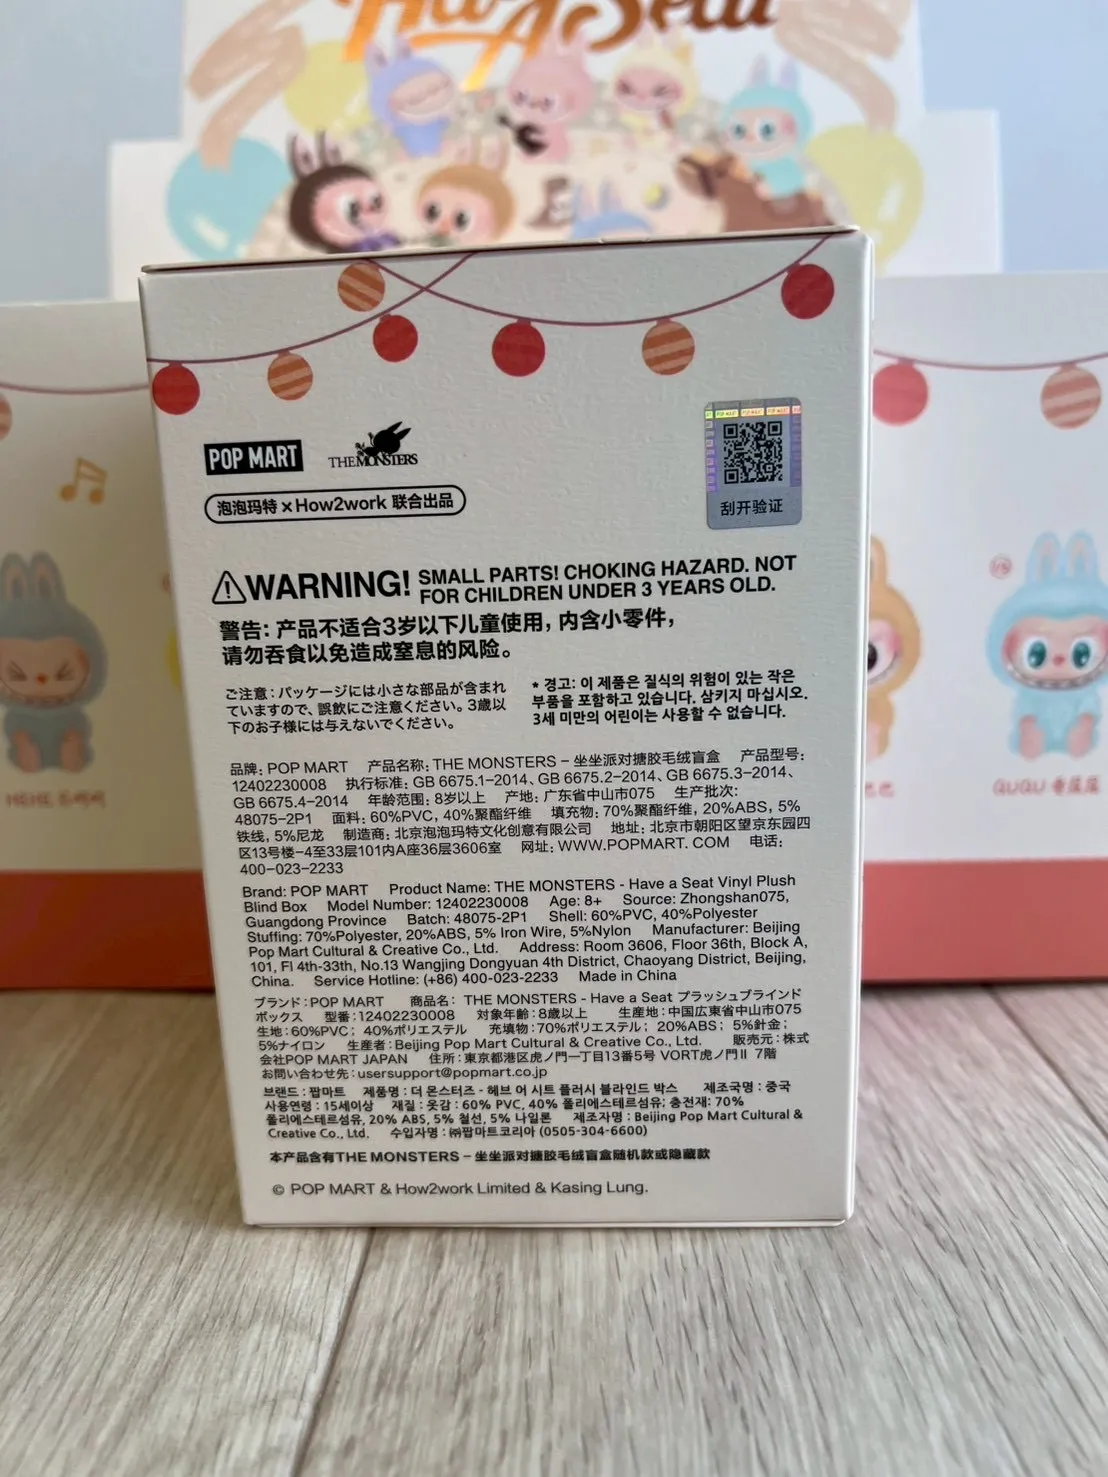 Have A Seat
POP MART
THE MONSTERS
泡泡玛特 x How2work 联合出品
刮开验证
WARNING! SMALL PARTS! CHOKING HAZARD. NOT
FOR CHILDREN UNDER 3 YEARS OLD.
警告: 产品不适合3岁以下儿童使用，内含小零件，
请勿吞食以免造成窒息的风险。
ご注意：パッケージには小さな部品が含まれ
ていますので、誤飲にご注意ください。3歳以
下のお子様には与えないでください。
* 경고: 이 제품은 질식의 위험이 있는 작은
부품을 포함하고 있습니다. 삼키지 마십시오.
3세 미만의 어린이는 사용할 수 없습니다.
品牌: POP MART 产品名称: THE MONSTERS – 坐坐派对搪胶毛绒盲盒 产品型号:
12402230008 执行标准: GB 6675.1–2014、GB 6675.2–2014、GB 6675.3–2014、
GB 6675.4–2014 年龄范围: 8岁以上 产地: 广东省中山市075 生产批次:
48075–2P1 面料: 60%PVC, 40%聚酯纤维 填充物: 70%聚酯纤维, 20%ABS, 5%
铁线, 5%尼龙 制造商: 北京泡泡玛特文化创意有限公司 地址: 北京市朝阳区望京东园四
区13号楼–4至33层101内A座36层3606室 网址: WWW.POPMART. COM 电话:
400–023–2233
Brand: POP MART Product Name: THE MONSTERS - Have a Seat Vinyl Plush
Blind Box Model Number: 12402230008 Age: 8+ Source: Zhongshan075,
Guangdong Province Batch: 48075-2P1 Shell: 60%PVC, 40%Polyester
Stuffing: 70%Polyester, 20%ABS, 5% Iron Wire, 5%Nylon Manufacturer: Beijing
Pop Mart Cultural & Creative Co., Ltd. Address: Room 3606, Floor 36th, Block A,
101, Fl 4th-33th, No.13 Wangjing Dongyuan 4th District, Chaoyang District, Beijing,
China. Service Hotline: (+86) 400-023-2233 Made in China
ブランド：POP MART 商品名： THE MONSTERS - Have a Seat プラッシュブラインド
ボックス 型番：12402230008 対象年齢：8歳以上 生産地：中国広東省中山市075
生地：60%PVC； 40%ポリエステル 充填物：70%ポリエステル； 20%ABS； 5%針金；
5%ナイロン 生産者：Beijing Pop Mart Cultural & Creative Co., Ltd. 販売元：株式
会社POP MART JAPAN 住所：東京都港区虎ノ門一丁目13番5号 VORT虎ノ門Ⅱ 7階
お問い合わせ先：usersupport@popmart.co.jp
브랜드 : 팝마트 제품명 : 더 몬스터즈 - 헤브 어 시트 플러시 블라인드 박스 제조국명 : 중국
사용연령 : 15세이상 재질 : 옷감 : 60% PVC, 40% 폴리에스테르섬유; 충전재: 70%
폴리에스테르섬유, 20% ABS, 5% 철선, 5% 나일론 제조자명 : Beijing Pop Mart Cultural &
Creative Co., Ltd. 수입자명 : ㈜팝마트코리아 (0505-304-6600)
本产品含有THE MONSTERS – 坐坐派对搪胶毛绒盲盒随机款或隐藏款
© POP MART & How2work Limited & Kasing Lung.
HEHE
QUQU